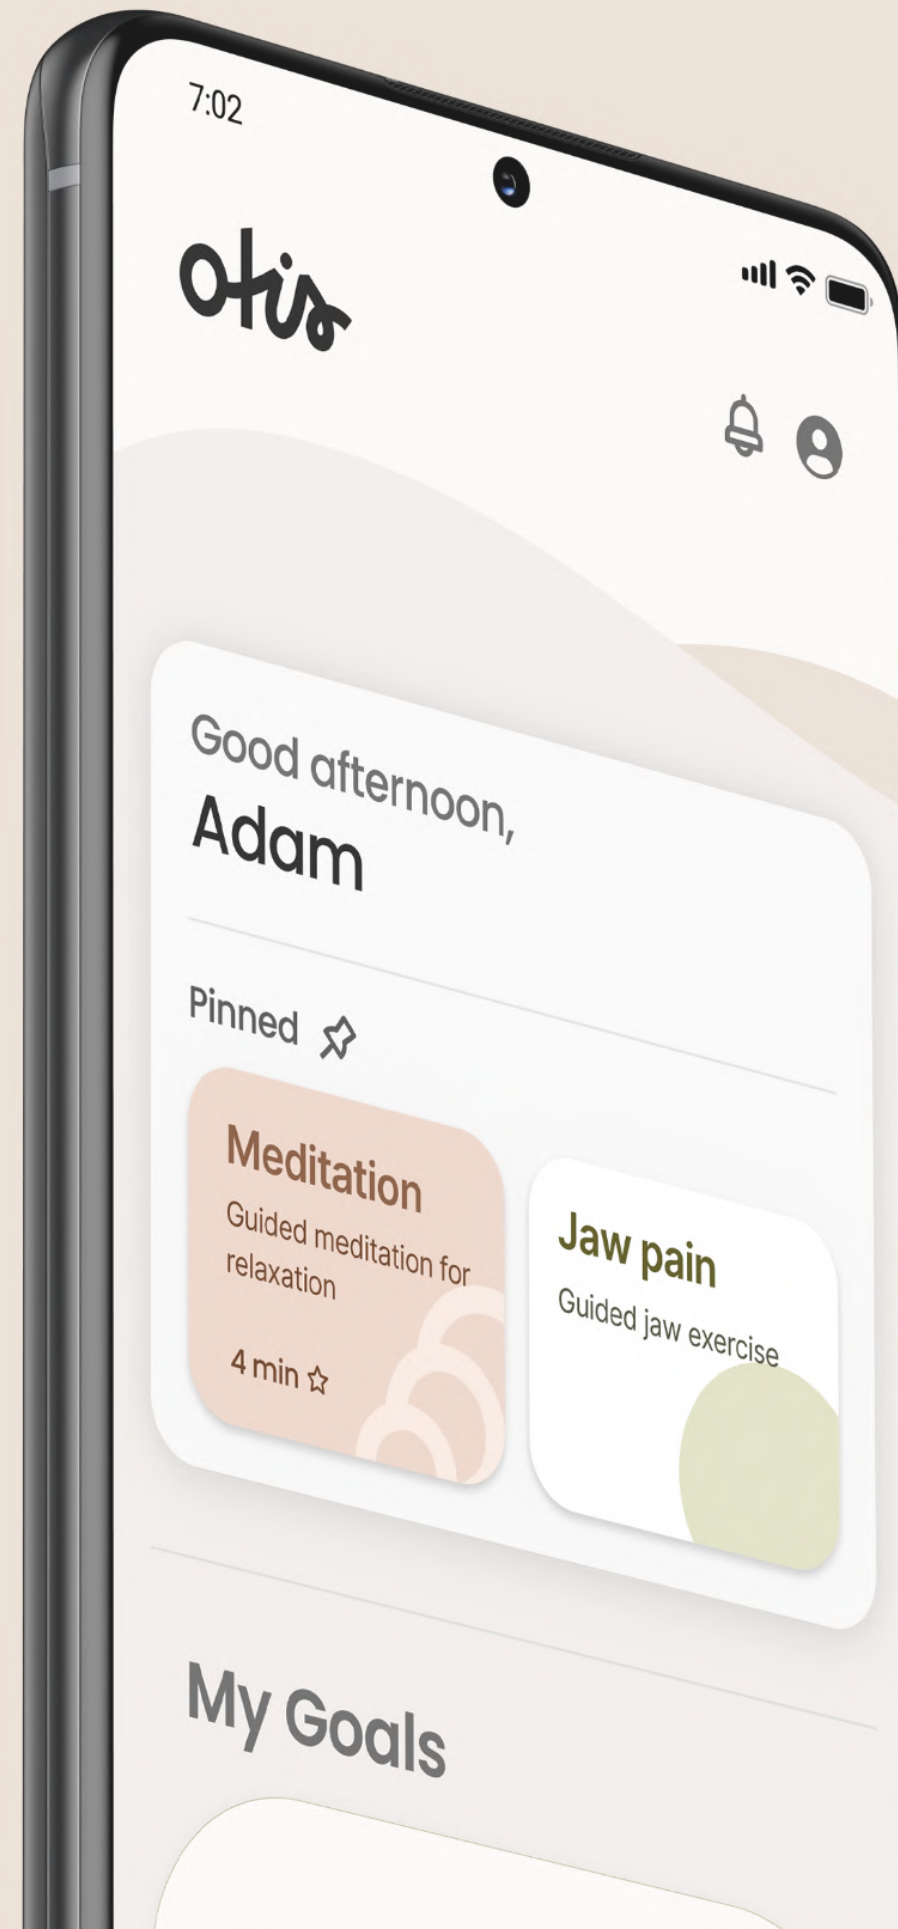 7:02
otis
Good afternoon,
Adam
Pinned
Meditation
Guided meditation for
relaxation
4 min
Jaw pain
Guided jaw exercise
My Goals